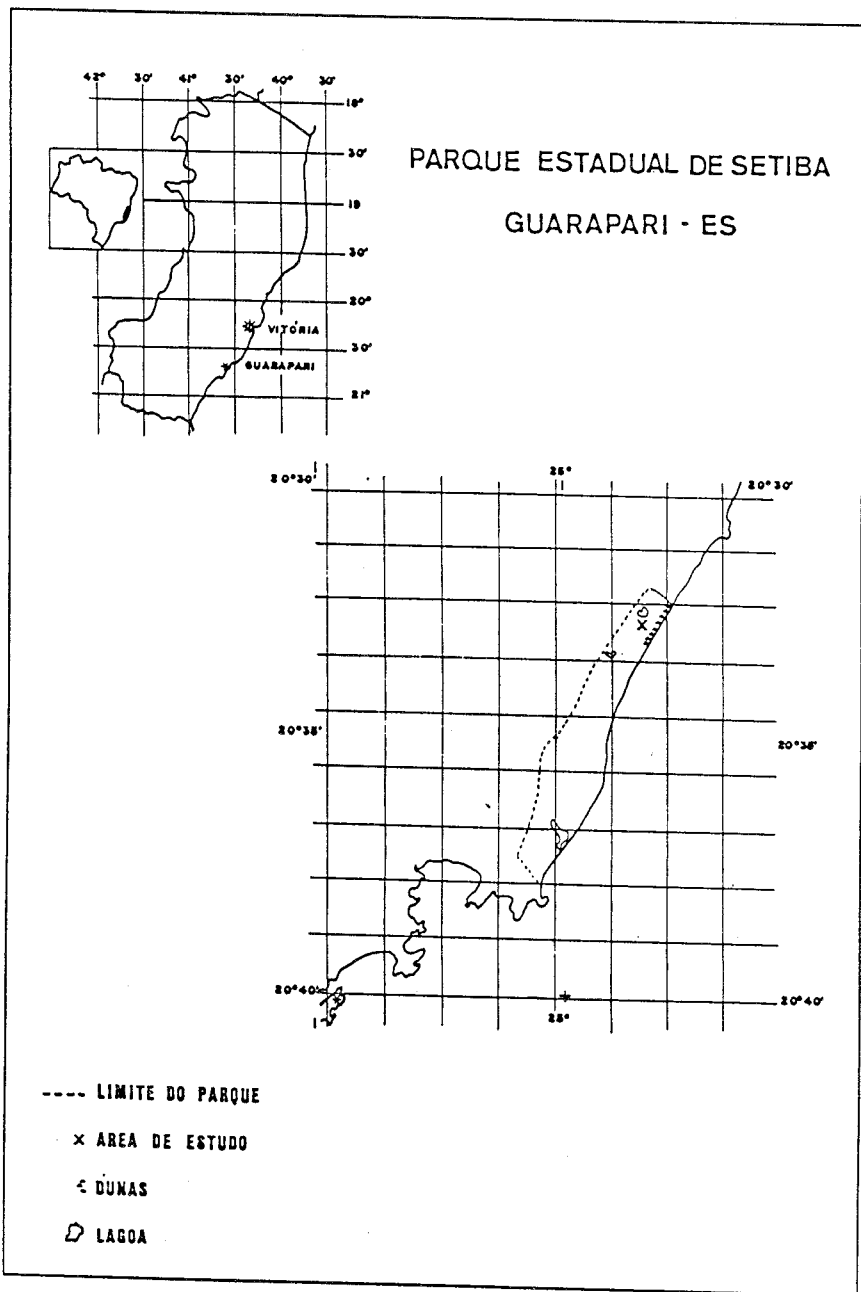 42° 30' 41° 30' 40° 30'
18°
30'
19
30'
20°
30'
21°
VITÓRIA
GUARAPARI
PARQUE ESTADUAL DE SETIBA
GUARAPARI - ES
20°30' 25° 20°30'
20°35' 20°35'
20°40' 25° 20°40'
---- LIMITE DO PARQUE
x AREA DE ESTUDO
DUNAS
LAGOA